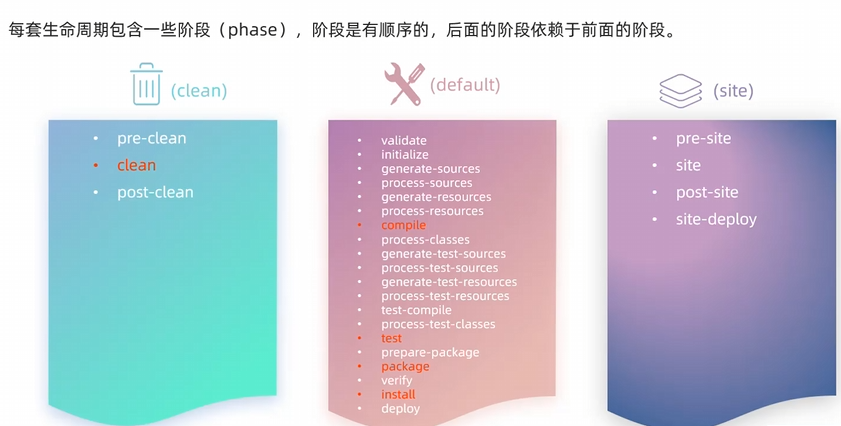 每套生命周期包含一些阶段（phase），阶段是有顺序的，后面的阶段依赖于前面的阶段。
(clean)
• pre-clean
• clean
• post-clean
(default)
• validate
• initialize
• generate-sources
• process-sources
• generate-resources
• process-resources
• compile
• process-classes
• generate-test-sources
• process-test-sources
• generate-test-resources
• process-test-resources
• test-compile
• process-test-classes
• test
• prepare-package
• package
• verify
• install
• deploy
(site)
• pre-site
• site
• post-site
• site-deploy